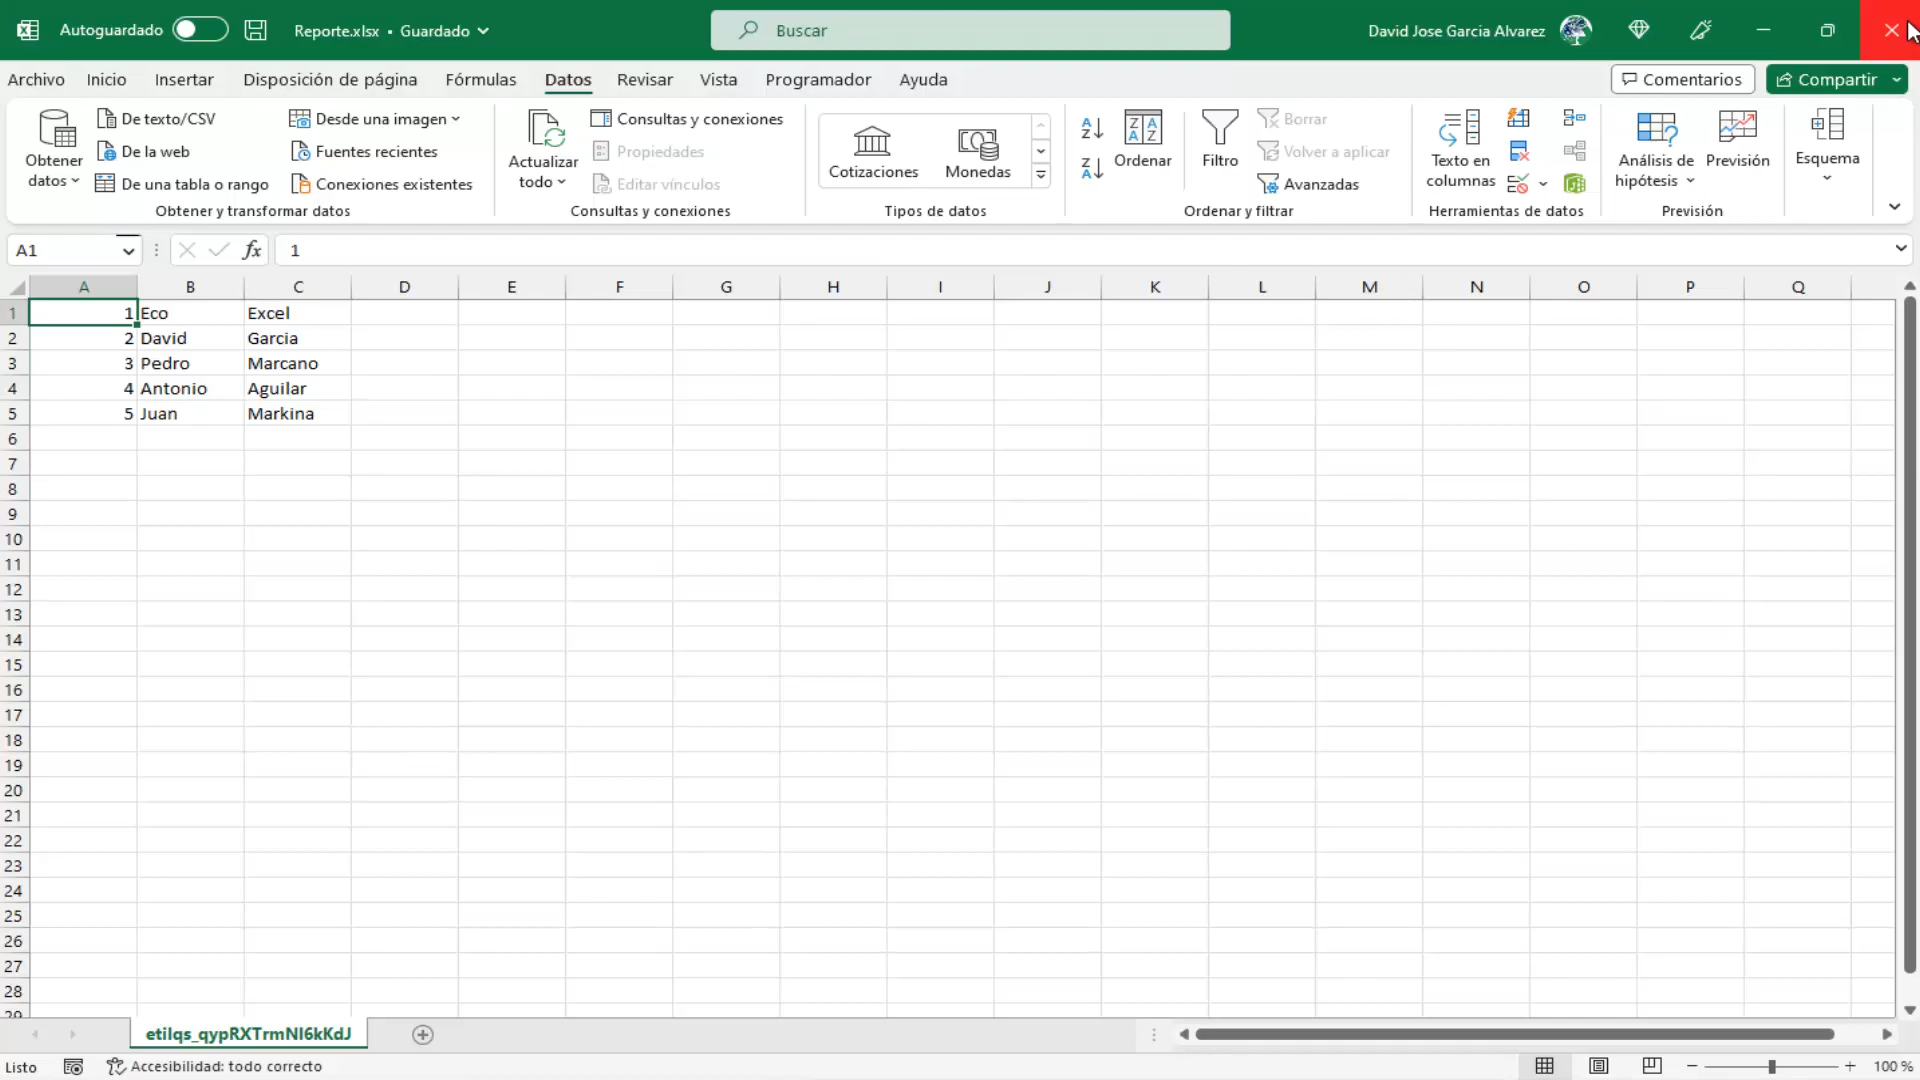 Autoguardado Reporte.xlsx • Guardado Buscar David Jose Garcia Alvarez
Archivo Inicio Insertar Disposición de página Fórmulas Datos Revisar Vista Programador Ayuda Comentarios Compartir
Obtener datos
De texto/CSV
De la web
De una tabla o rango
Desde una imagen
Fuentes recientes
Conexiones existentes
Obtener y transformar datos
Actualizar todo
Consultas y conexiones
Propiedades
Editar vínculos
Consultas y conexiones
Cotizaciones Monedas
Tipos de datos
Ordenar
Filtro
Borrar
Volver a aplicar
Avanzadas
Ordenar y filtrar
Texto en columnas
Herramientas de datos
Análisis de hipótesis
Previsión
Previsión
Esquema
A1 fx 1
A B C D E F G H I J K L M N O P Q
1 1 Eco Excel
2 2 David Garcia
3 3 Pedro Marcano
4 4 Antonio Aguilar
5 5 Juan Markina
6
7
8
9
10
11
12
13
14
15
16
17
18
19
20
21
22
23
24
25
26
27
28
29
etilqs_qypRXTrmNI6kKdJ
Listo Accesibilidad: todo correcto 100 %